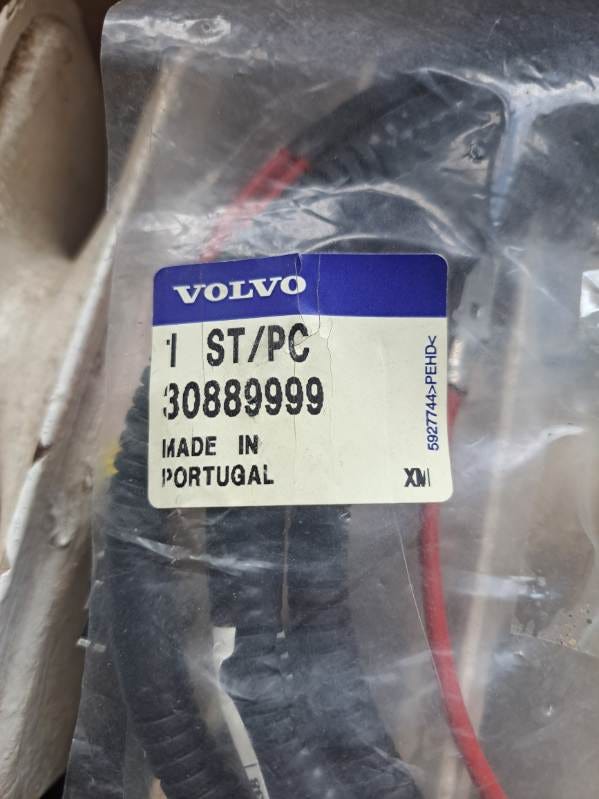 VOLVO
1 ST/PC
30889999
MADE IN
PORTUGAL
XM
5927744>PEHD<